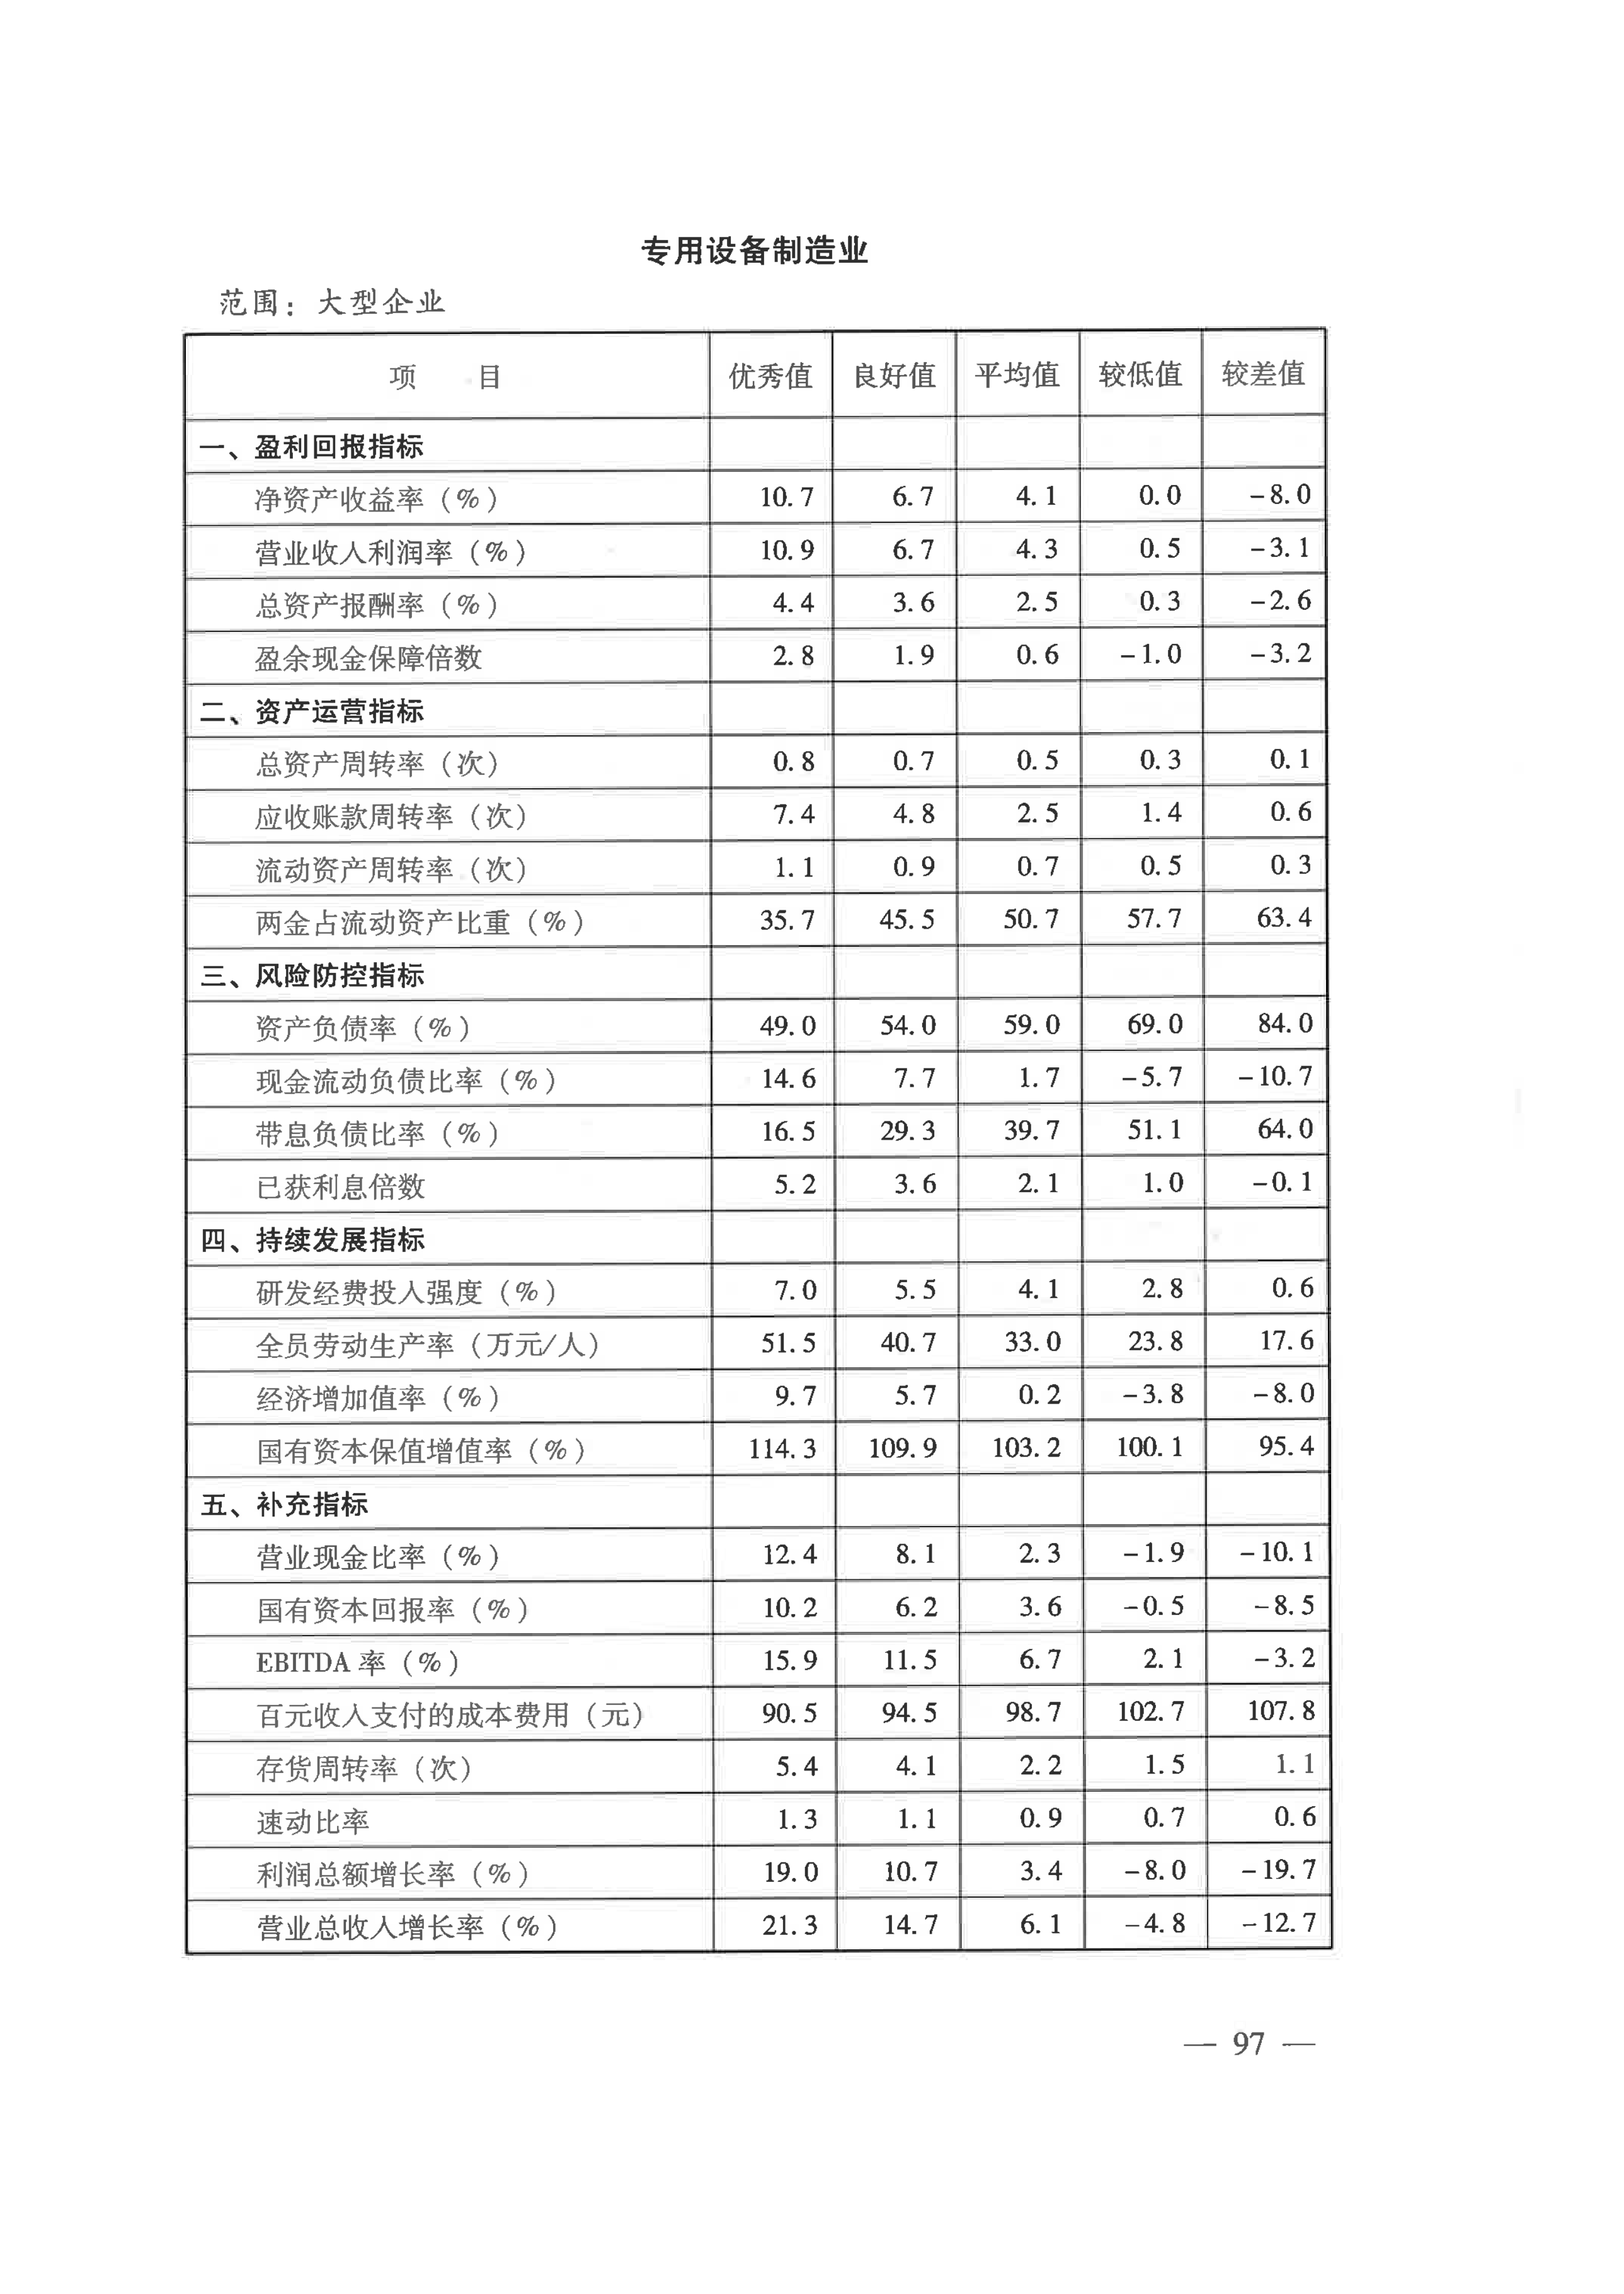 专用设备制造业
范围：大型企业
项 目 优秀值 良好值 平均值 较低值 较差值
一、盈利回报指标
净资产收益率（%） 10.7 6.7 4.1 0.0 -8.0
营业收入利润率（%） 10.9 6.7 4.3 0.5 -3.1
总资产报酬率（%） 4.4 3.6 2.5 0.3 -2.6
盈余现金保障倍数 2.8 1.9 0.6 -1.0 -3.2
二、资产运营指标
总资产周转率（次） 0.8 0.7 0.5 0.3 0.1
应收账款周转率（次） 7.4 4.8 2.5 1.4 0.6
流动资产周转率（次） 1.1 0.9 0.7 0.5 0.3
两金占流动资产比重（%） 35.7 45.5 50.7 57.7 63.4
三、风险防控指标
资产负债率（%） 49.0 54.0 59.0 69.0 84.0
现金流动负债比率（%） 14.6 7.7 1.7 -5.7 -10.7
带息负债比率（%） 16.5 29.3 39.7 51.1 64.0
已获利息倍数 5.2 3.6 2.1 1.0 -0.1
四、持续发展指标
研发经费投入强度（%） 7.0 5.5 4.1 2.8 0.6
全员劳动生产率（万元/人） 51.5 40.7 33.0 23.8 17.6
经济增加值率（%） 9.7 5.7 0.2 -3.8 -8.0
国有资本保值增值率（%） 114.3 109.9 103.2 100.1 95.4
五、补充指标
营业现金比率（%） 12.4 8.1 2.3 -1.9 -10.1
国有资本回报率（%） 10.2 6.2 3.6 -0.5 -8.5
EBITDA 率（%） 15.9 11.5 6.7 2.1 -3.2
百元收入支付的成本费用（元） 90.5 94.5 98.7 102.7 107.8
存货周转率（次） 5.4 4.1 2.2 1.5 1.1
速动比率 1.3 1.1 0.9 0.7 0.6
利润总额增长率（%） 19.0 10.7 3.4 -8.0 -19.7
营业总收入增长率（%） 21.3 14.7 6.1 -4.8 -12.7
— 97 —